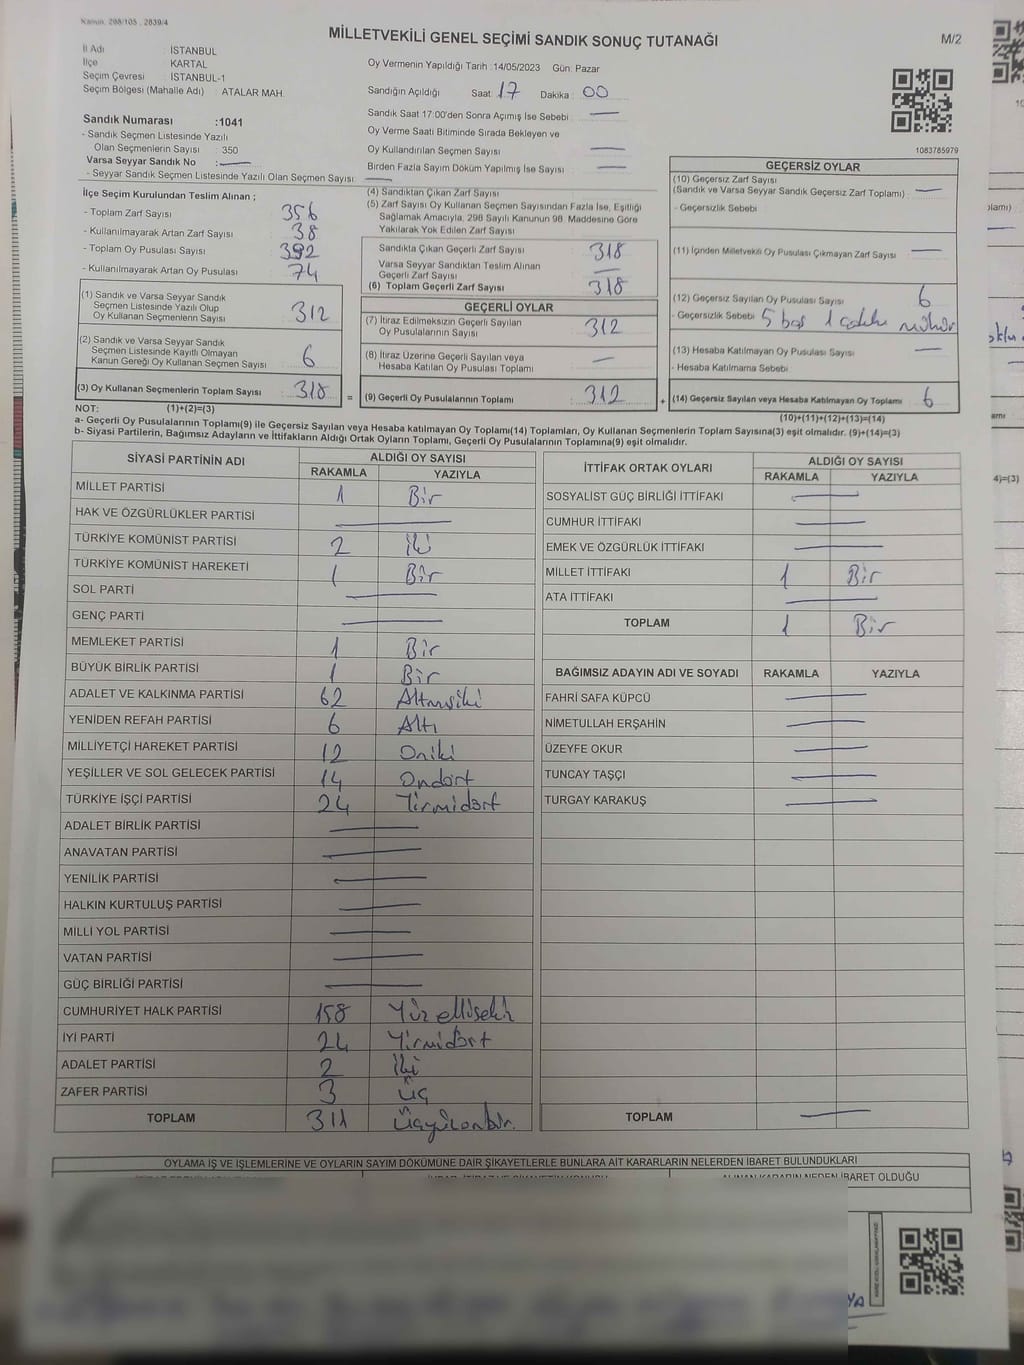 Kanun. 298/105 , 2839/4
MİLLETVEKİLİ GENEL SEÇİMİ SANDIK SONUÇ TUTANAĞI
M/2
İl Adı : İSTANBUL
İlçe : KARTAL
Seçim Çevresi : İSTANBUL-1
Seçim Bölgesi (Mahalle Adı) : ATALAR MAH.
Sandık Numarası :1041
- Sandık Seçmen Listesinde Yazılı
Olan Seçmenlerin Sayısı : 350
Varsa Seyyar Sandık No :
- Seyyar Sandık Seçmen Listesinde Yazılı Olan Seçmen Sayısı:
Oy Vermenin Yapıldığı Tarih :14/05/2023 Gün: Pazar
Sandığın Açıldığı Saat : 17 Dakika : 00
Sandık Saat 17:00'den Sonra Açımış İse Sebebi : —
Oy Verme Saati Bitiminde Sırada Bekleyen ve
Oy Kullandırılan Seçmen Sayısı : —
Birden Fazla Sayım Döküm Yapılmış İse Sayısı : —
1083785979
İlçe Seçim Kurulundan Teslim Alınan ;
- Toplam Zarf Sayısı : 356
- Kullanılmayarak Artan Zarf Sayısı : 38
- Toplam Oy Pusulası Sayısı : 392
- Kullanılmayarak Artan Oy Pusulası : 74
(1) Sandık ve Varsa Seyyar Sandık
Seçmen Listesinde Yazılı Olup
Oy Kullanan Seçmenlerin Sayısı : 312
(2) Sandık ve Varsa Seyyar Sandık
Seçmen Listesinde Kayıtlı Olmayan
Kanun Gereği Oy Kullanan Seçmen Sayısı : 6
(3) Oy Kullanan Seçmenlerin Toplam Sayısı : 318
(4) Sandıktan Çıkan Zarf Sayısı
(5) Zarf Sayısı Oy Kullanan Seçmen Sayısından Fazla İse, Eşitliği
Sağlamak Amacıyla, 298 Sayılı Kanunun 98. Maddesine Göre
Yakılarak Yok Edilen Zarf Sayısı :
Sandıkta Çıkan Geçerli Zarf Sayısı : 318
Varsa Seyyar Sandıktan Teslim Alınan
Geçerli Zarf Sayısı : —
(6) Toplam Geçerli Zarf Sayısı : 318
GEÇERLİ OYLAR
(7) İtiraz Edilmeksizin Geçerli Sayılan
Oy Pusulalarının Sayısı : 312
(8) İtiraz Üzerine Geçerli Sayılan veya
Hesaba Katılan Oy Pusulası Toplamı : —
= (9) Geçerli Oy Pusulalarının Toplamı : 312
GEÇERSİZ OYLAR
(10) Geçersiz Zarf Sayısı
(Sandık ve Varsa Seyyar Sandık Geçersiz Zarf Toplamı) : —
- Geçersizlik Sebebi :
(11) İçinden Milletvekili Oy Pusulası Çıkmayan Zarf Sayısı : —
(12) Geçersiz Sayılan Oy Pusulası Sayısı : 6
- Geçersizlik Sebebi : 5 boş 1 mühür
(13) Hesaba Katılmayan Oy Pusulası Sayısı : —
- Hesaba Katılmama Sebebi :
+ (14) Geçersiz Sayılan veya Hesaba Katılmayan Oy Toplamı : 6
NOT: (1)+(2)=(3)
(10)+(11)+(12)+(13)=(14)
a- Geçerli Oy Pusulasının Toplamı(9) ile Geçersiz Sayılan veya Hesaba katılmayan Oy Toplamı(14) Toplamları, Oy Kullanan Seçmenlerin Toplam Sayısına(3) eşit olmalıdır. (9)+(14)=(3)
b- Siyasi Partilerin, Bağımsız Adayların ve İttifakların Aldığı Ortak Oyların Toplamı, Geçerli Oy Pusulalarının Toplamına(9) eşit olmalıdır.
SİYASİ PARTİNİN ADI ALDIĞI OY SAYISI
RAKAMLA YAZIYLA
MİLLET PARTİSİ 1 Bir
HAK VE ÖZGÜRLÜKLER PARTİSİ —
TÜRKİYE KOMÜNİST PARTİSİ 2 İki
TÜRKİYE KOMÜNİST HAREKETİ 1 Bir
SOL PARTİ —
GENÇ PARTİ —
MEMLEKET PARTİSİ 1 Bir
BÜYÜK BİRLİK PARTİSİ 1 Bir
ADALET VE KALKINMA PARTİSİ 62 Altmışiki
YENİDEN REFAH PARTİSİ 6 Altı
MİLLİYETÇİ HAREKET PARTİSİ 12 Oniki
YEŞİLLER VE SOL GELECEK PARTİSİ 14 Ondört
TÜRKİYE İŞÇİ PARTİSİ 24 Yirmidört
ADALET BİRLİK PARTİSİ —
ANAVATAN PARTİSİ —
YENİLİK PARTİSİ —
HALKIN KURTULUŞ PARTİSİ —
MİLLİ YOL PARTİSİ —
VATAN PARTİSİ —
GÜÇ BİRLİĞİ PARTİSİ —
CUMHURİYET HALK PARTİSİ 158 Yüzellisekiz
İYİ PARTİ 24 Yirmidört
ADALET PARTİSİ 2 İki
ZAFER PARTİSİ 3 Üç
TOPLAM 311 Üçyüzonbir.
İTTİFAK ORTAK OYLARI ALDIĞI OY SAYISI
RAKAMLA YAZIYLA
SOSYALİST GÜÇ BİRLİĞİ İTTİFAKI —
CUMHUR İTTİFAKI —
EMEK VE ÖZGÜRLÜK İTTİFAKI —
MİLLET İTTİFAKI 1 Bir
ATA İTTİFAKI —
TOPLAM 1 Bir
BAĞIMSIZ ADAYIN ADI VE SOYADI RAKAMLA YAZIYLA
FAHRİ SAFA KÜPCÜ —
NİMETULLAH ERŞAHİN —
ÜZEYFE OKUR —
TUNCAY TAŞÇI —
TURGAY KARAKUŞ —
TOPLAM —
OYLAMA İŞ VE İŞLEMLERİNE VE OYLARIN SAYIM DÖKÜMÜNE DAİR ŞİKAYETLERLE BUNLARA AİT KARARLARIN NELERDEN İBARET BULUNDUKLARI
ALINAN KARARIN NEDEN İBARET OLDUĞU